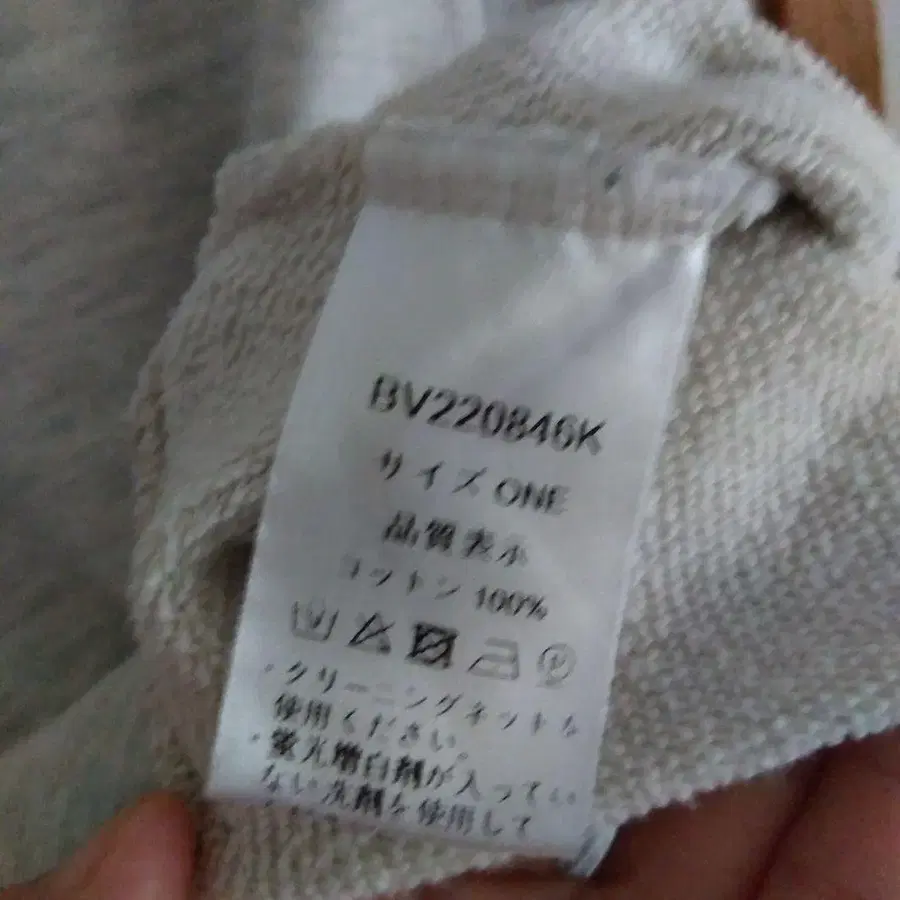 BV220846K
サイズ ONE
品質表示
コットン 100%
・クリーニングネットを
使用ください。
・蛍光増白剤が入ってい
ない洗剤を使用して